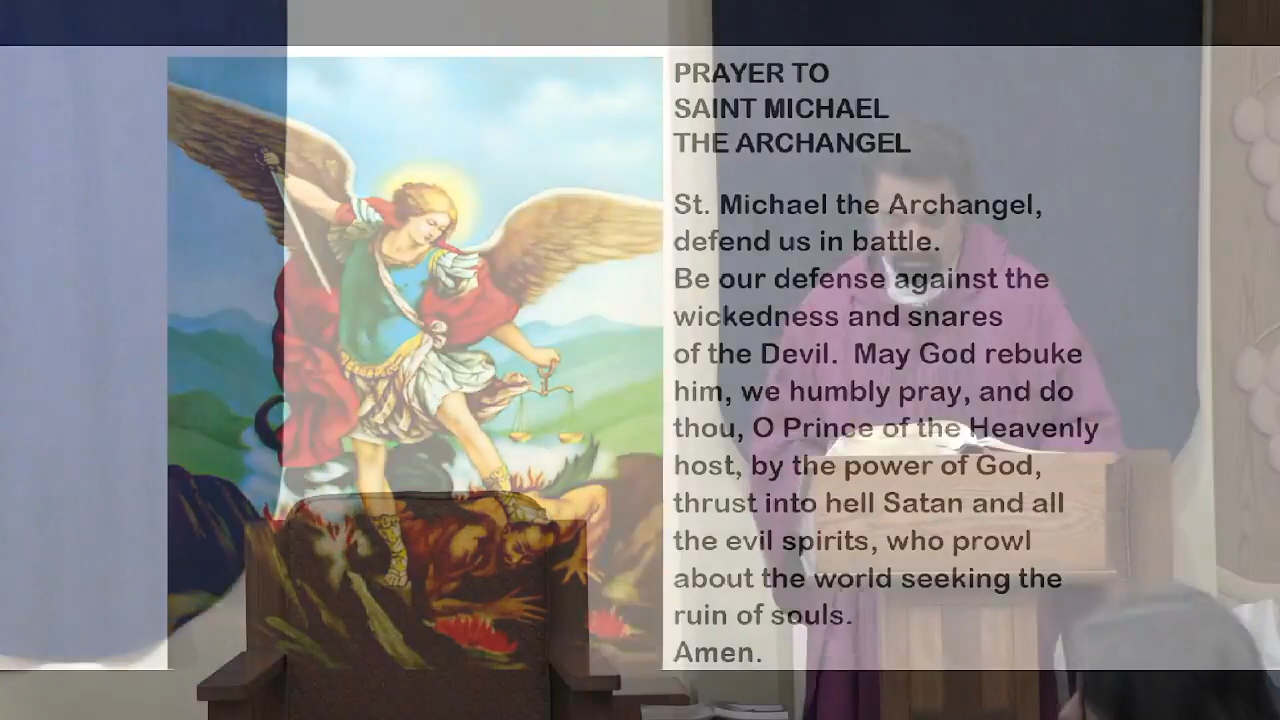 PRAYER TO
SAINT MICHAEL
THE ARCHANGEL
St. Michael the Archangel,
defend us in battle.
Be our defense against the
wickedness and snares
of the Devil.  May God rebuke
him, we humbly pray, and do
thou, O Prince of the Heavenly
host, by the power of God,
thrust into hell Satan and all
the evil spirits, who prowl
about the world seeking the
ruin of souls.
Amen.